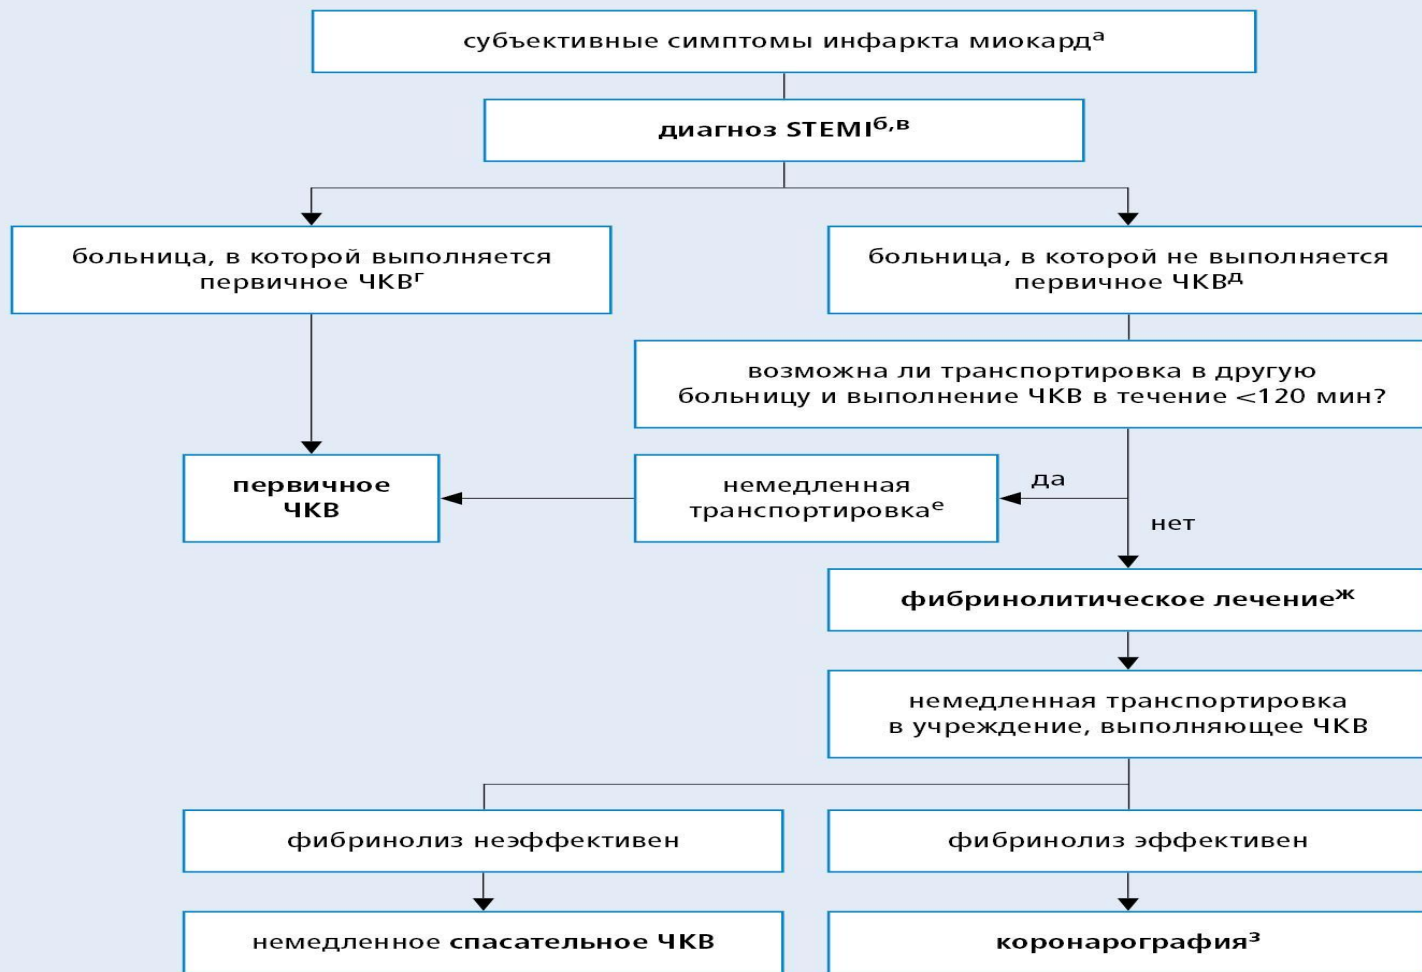 субъективные симптомы инфаркта миокардᵃ
диагноз STEMIб,в
больница, в которой выполняется
первичное ЧКВг
больница, в которой не выполняется
первичное ЧКВд
возможна ли транспортировка в другую
больницу и выполнение ЧКВ в течение <120 мин?
первичное
ЧКВ
немедленная
транспортировкае
да
нет
фибринолитическое лечениеж
немедленная транспортировка
в учреждение, выполняющее ЧКВ
фибринолиз неэффективен
фибринолиз эффективен
немедленное спасательное ЧКВ
коронарографияз